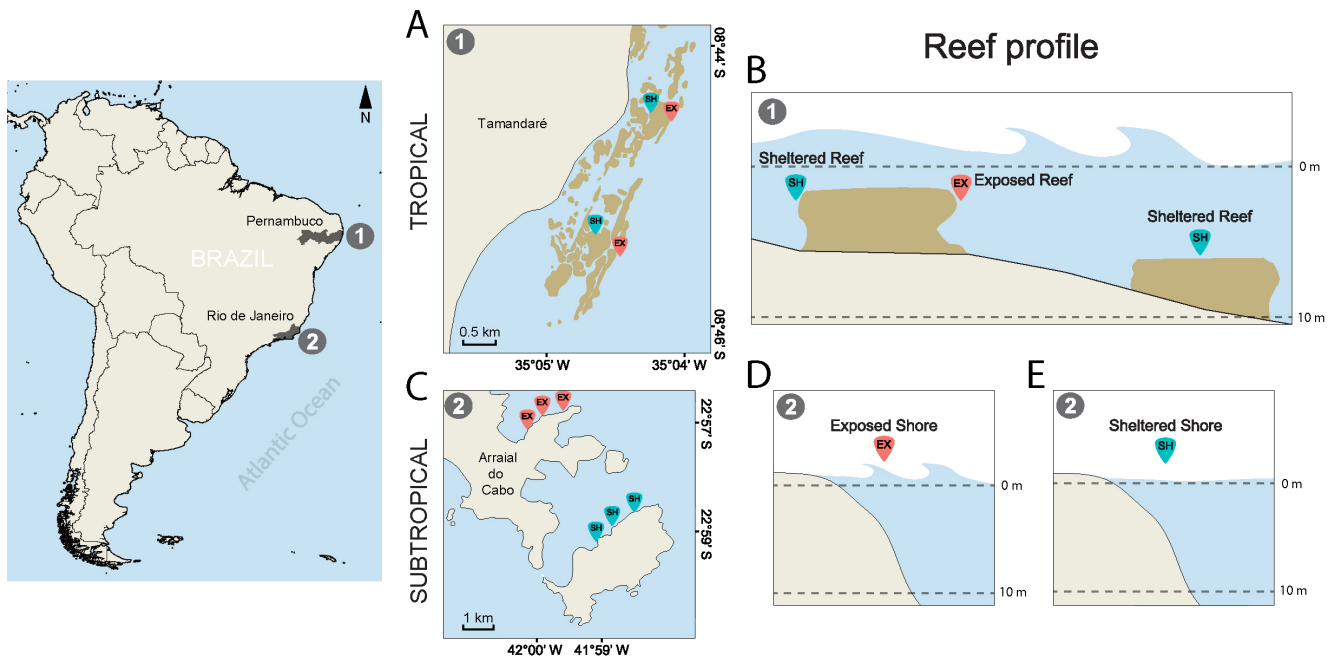 N
Pernambuco
1
BRAZIL
Rio de Janeiro
2
Atlantic Ocean
A
TROPICAL
1
Tamandaré
SH
EX
SH
EX
0.5 km
08°44' S
08°46' S
35°05' W
35°04' W
Reef profile
B
1
Sheltered Reef
SH
EX
Exposed Reef
Sheltered Reef
SH
0 m
10 m
C
SUBTROPICAL
2
EX
EX
EX
Arraial
do
Cabo
SH
SH
SH
1 km
22°57' S
22°59' S
42°00' W
41°59' W
D
2
Exposed Shore
EX
0 m
10 m
E
2
Sheltered Shore
SH
0 m
10 m